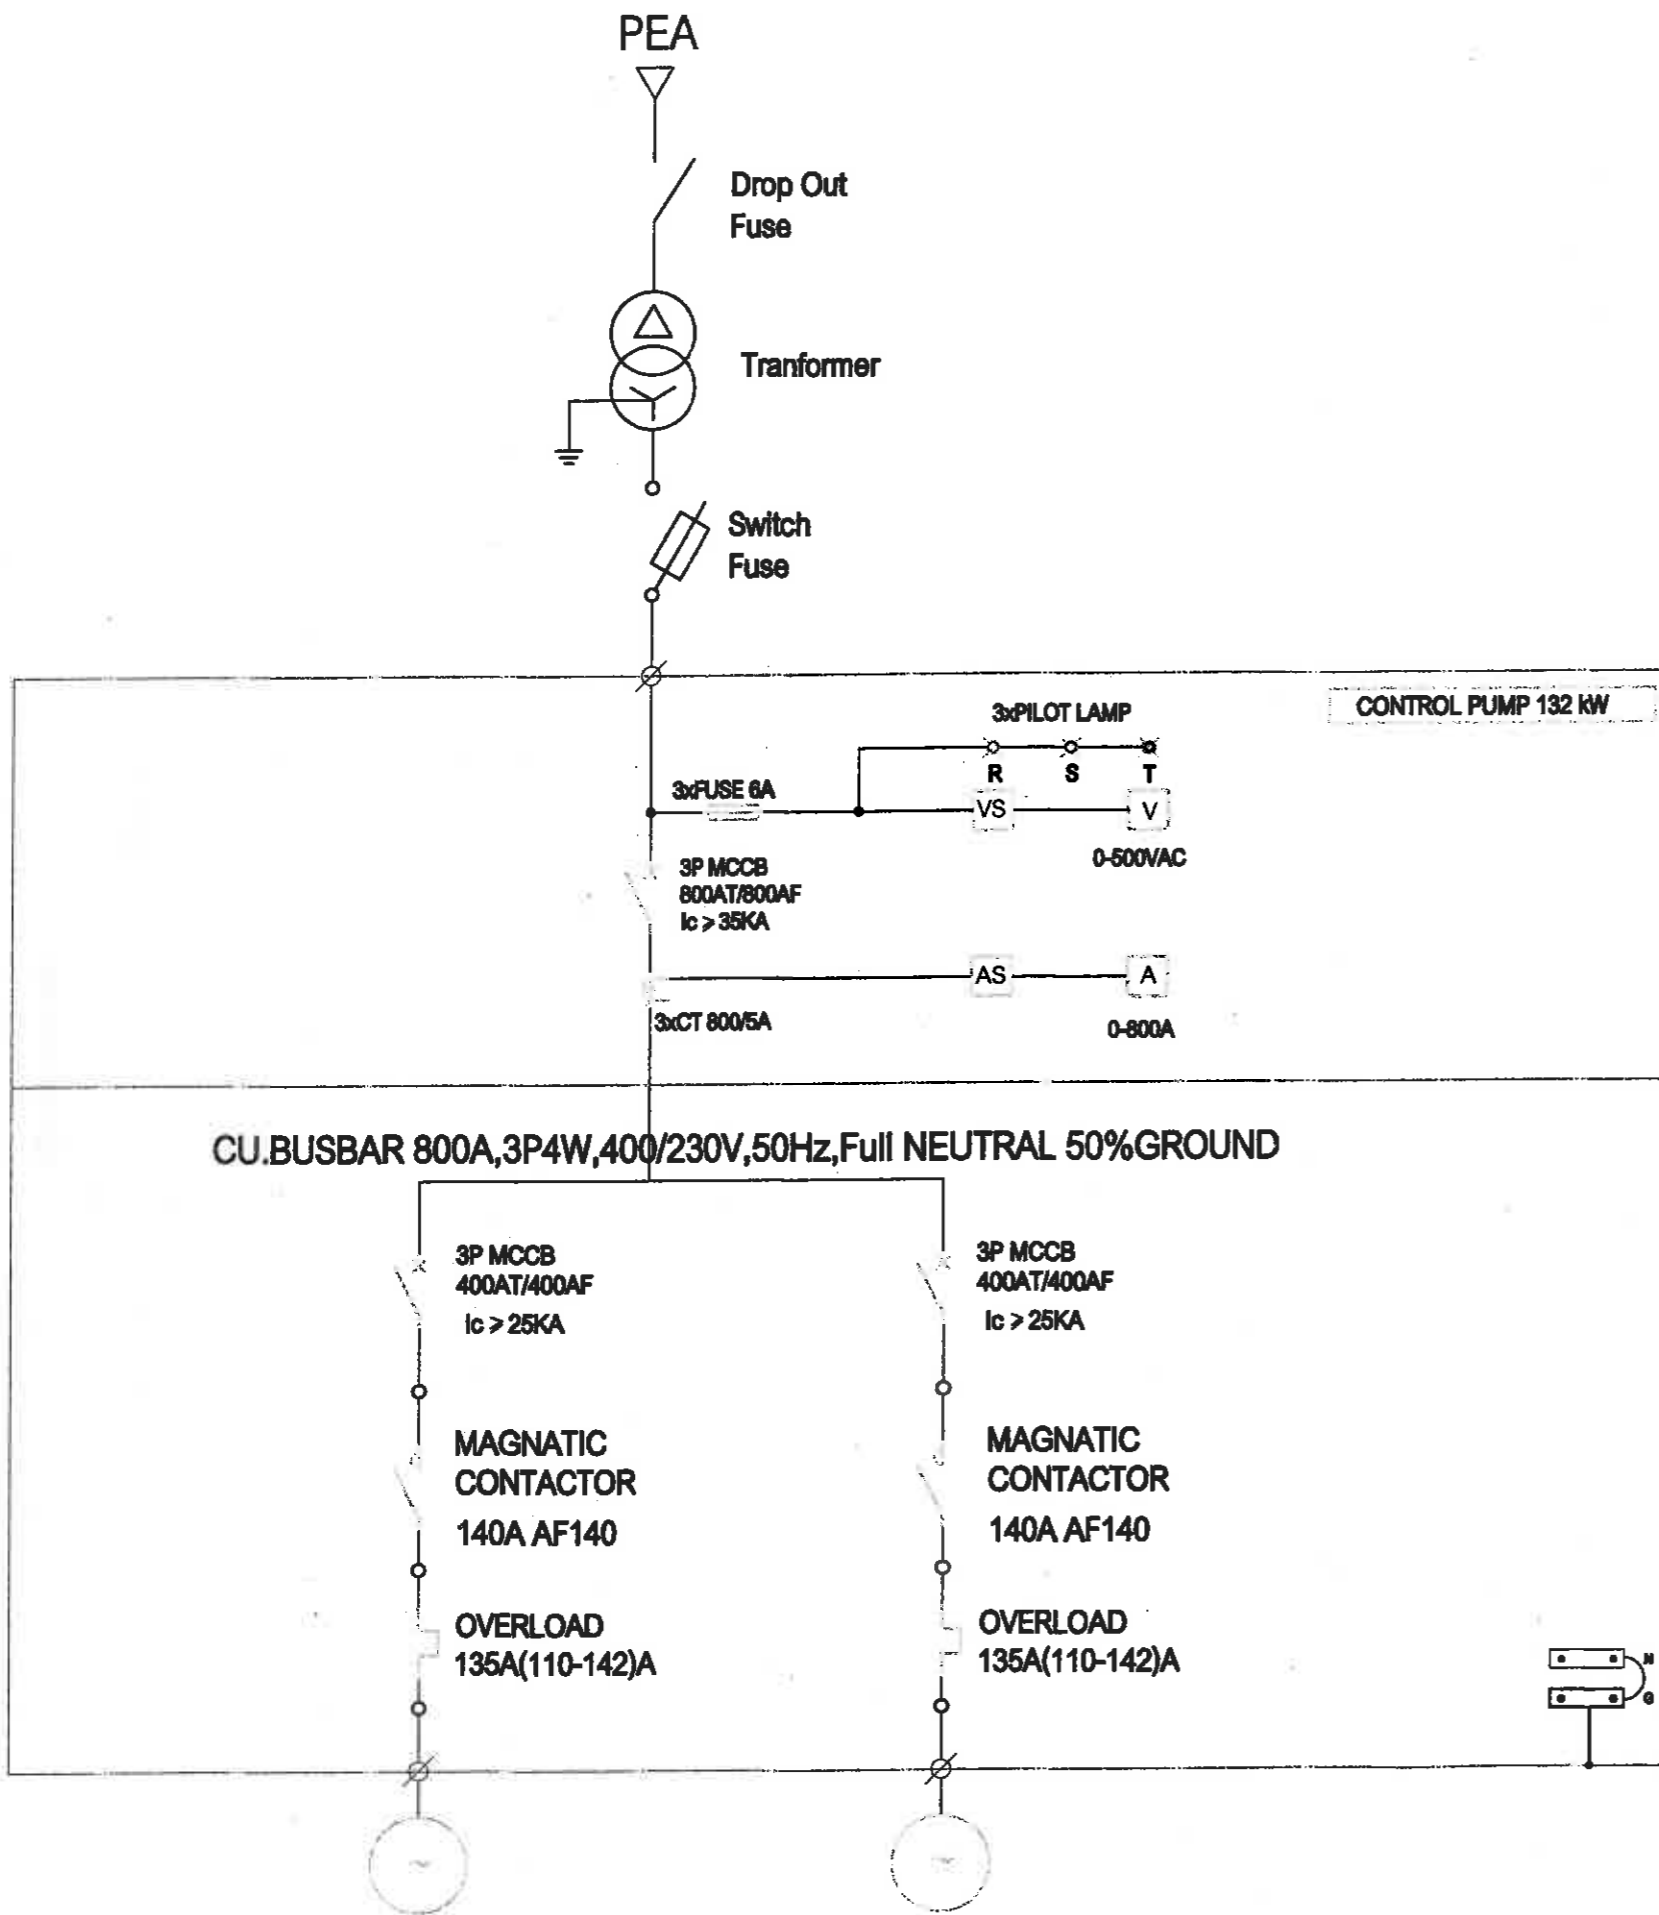 PEA
Drop Out
Fuse
Tranformer
Switch
Fuse
CONTROL PUMP 132 kW
3xPILOT LAMP
R S T
3xFUSE 6A
VS V
0-500VAC
3P MCCB
800AT/800AF
Ic > 35KA
AS A
3xCT 800/5A
0-800A
CU.BUSBAR 800A,3P4W,400/230V,50Hz,Full NEUTRAL 50%GROUND
3P MCCB
400AT/400AF
Ic > 25KA
3P MCCB
400AT/400AF
Ic > 25KA
MAGNATIC
CONTACTOR
140A AF140
MAGNATIC
CONTACTOR
140A AF140
OVERLOAD
135A(110-142)A
OVERLOAD
135A(110-142)A
N
G